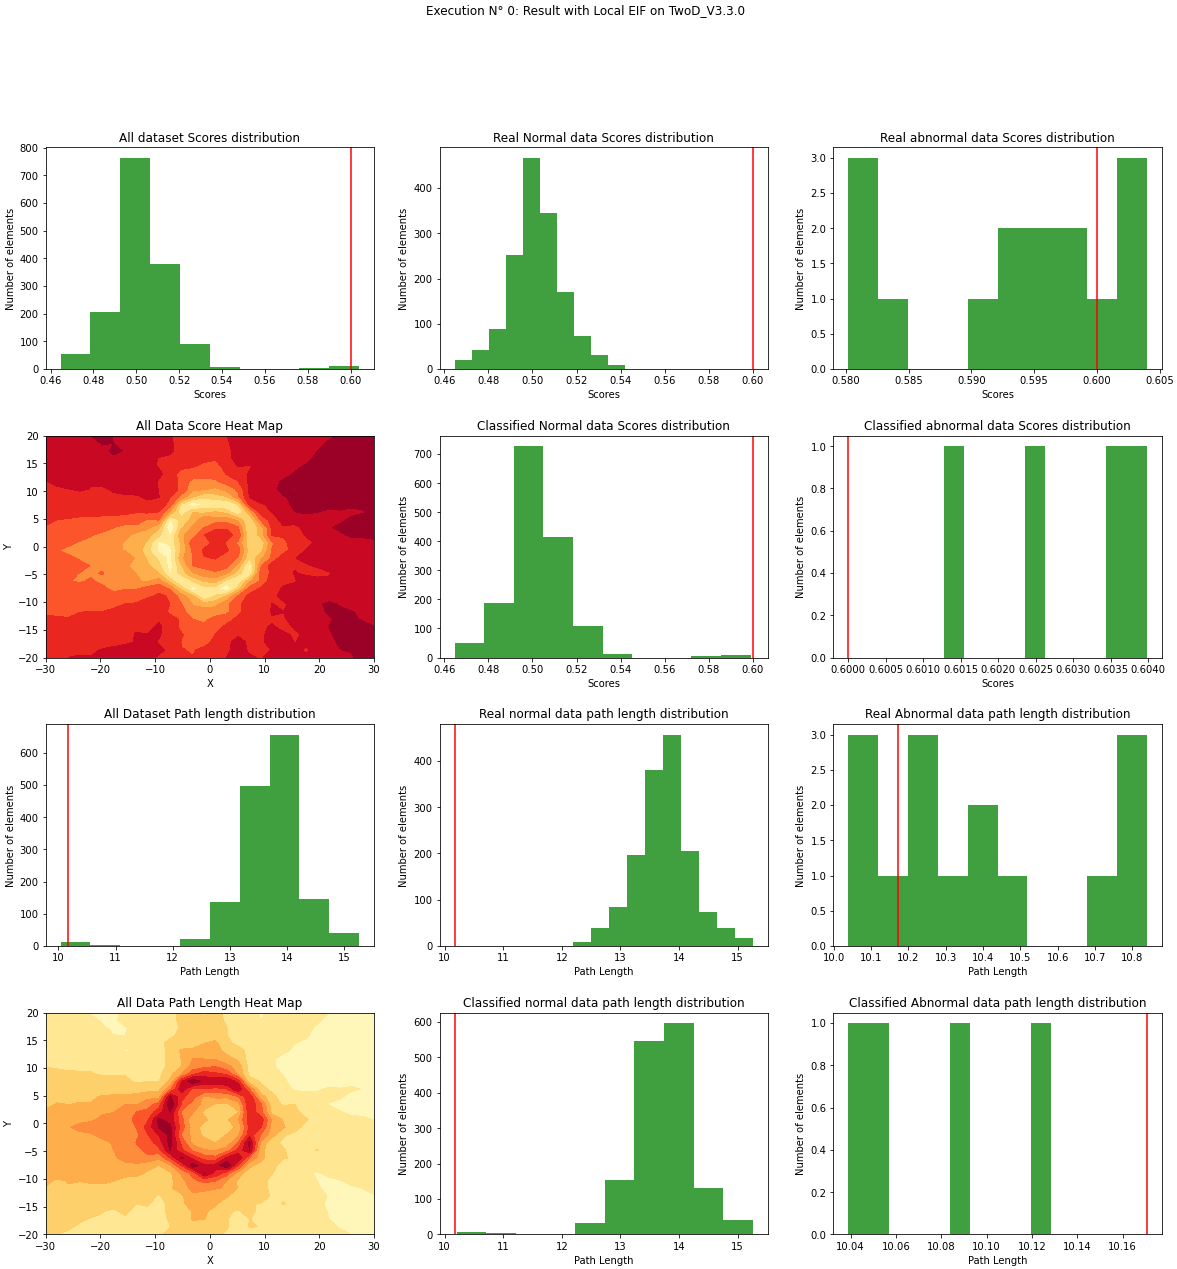 Execution N° 0: Result with Local EIF on TwoD_V3.3.0
All dataset Scores distribution
Number of elements
800
700
600
500
400
300
200
100
0
0.46 0.48 0.50 0.52 0.54 0.56 0.58 0.60
Scores
Real Normal data Scores distribution
Number of elements
400
300
200
100
0
0.46 0.48 0.50 0.52 0.54 0.56 0.58 0.60
Scores
Real abnormal data Scores distribution
Number of elements
3.0
2.5
2.0
1.5
1.0
0.5
0.0
0.580 0.585 0.590 0.595 0.600 0.605
Scores
All Data Score Heat Map
Y
20
15
10
5
0
−5
−10
−15
−20
−30 −20 −10 0 10 20 30
X
Classified Normal data Scores distribution
Number of elements
700
600
500
400
300
200
100
0
0.46 0.48 0.50 0.52 0.54 0.56 0.58 0.60
Scores
Classified abnormal data Scores distribution
Number of elements
1.0
0.8
0.6
0.4
0.2
0.0
0.6000 0.6005 0.6010 0.6015 0.6020 0.6025 0.6030 0.6035 0.6040
Scores
All Dataset Path length distribution
Number of elements
600
500
400
300
200
100
0
10 11 12 13 14 15
Path Length
Real normal data path length distribution
Number of elements
400
300
200
100
0
10 11 12 13 14 15
Path Length
Real Abnormal data path length distribution
Number of elements
3.0
2.5
2.0
1.5
1.0
0.5
0.0
10.0 10.1 10.2 10.3 10.4 10.5 10.6 10.7 10.8
Path Length
All Data Path Length Heat Map
Y
20
15
10
5
0
−5
−10
−15
−20
−30 −20 −10 0 10 20 30
X
Classified normal data path length distribution
Number of elements
600
500
400
300
200
100
0
10 11 12 13 14 15
Path Length
Classified Abnormal data path length distribution
Number of elements
1.0
0.8
0.6
0.4
0.2
0.0
10.04 10.06 10.08 10.10 10.12 10.14 10.16
Path Length